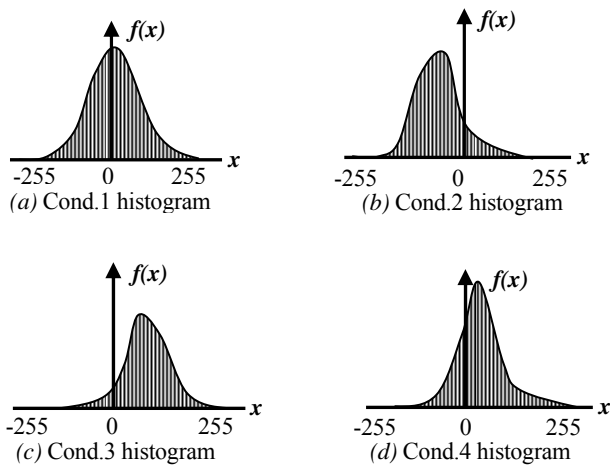 f(x)
x
-255 0 255
(a) Cond.1 histogram
f(x)
x
-255 0 255
(b) Cond.2 histogram
f(x)
x
-255 0 255
(c) Cond.3 histogram
f(x)
x
-255 0 255
(d) Cond.4 histogram